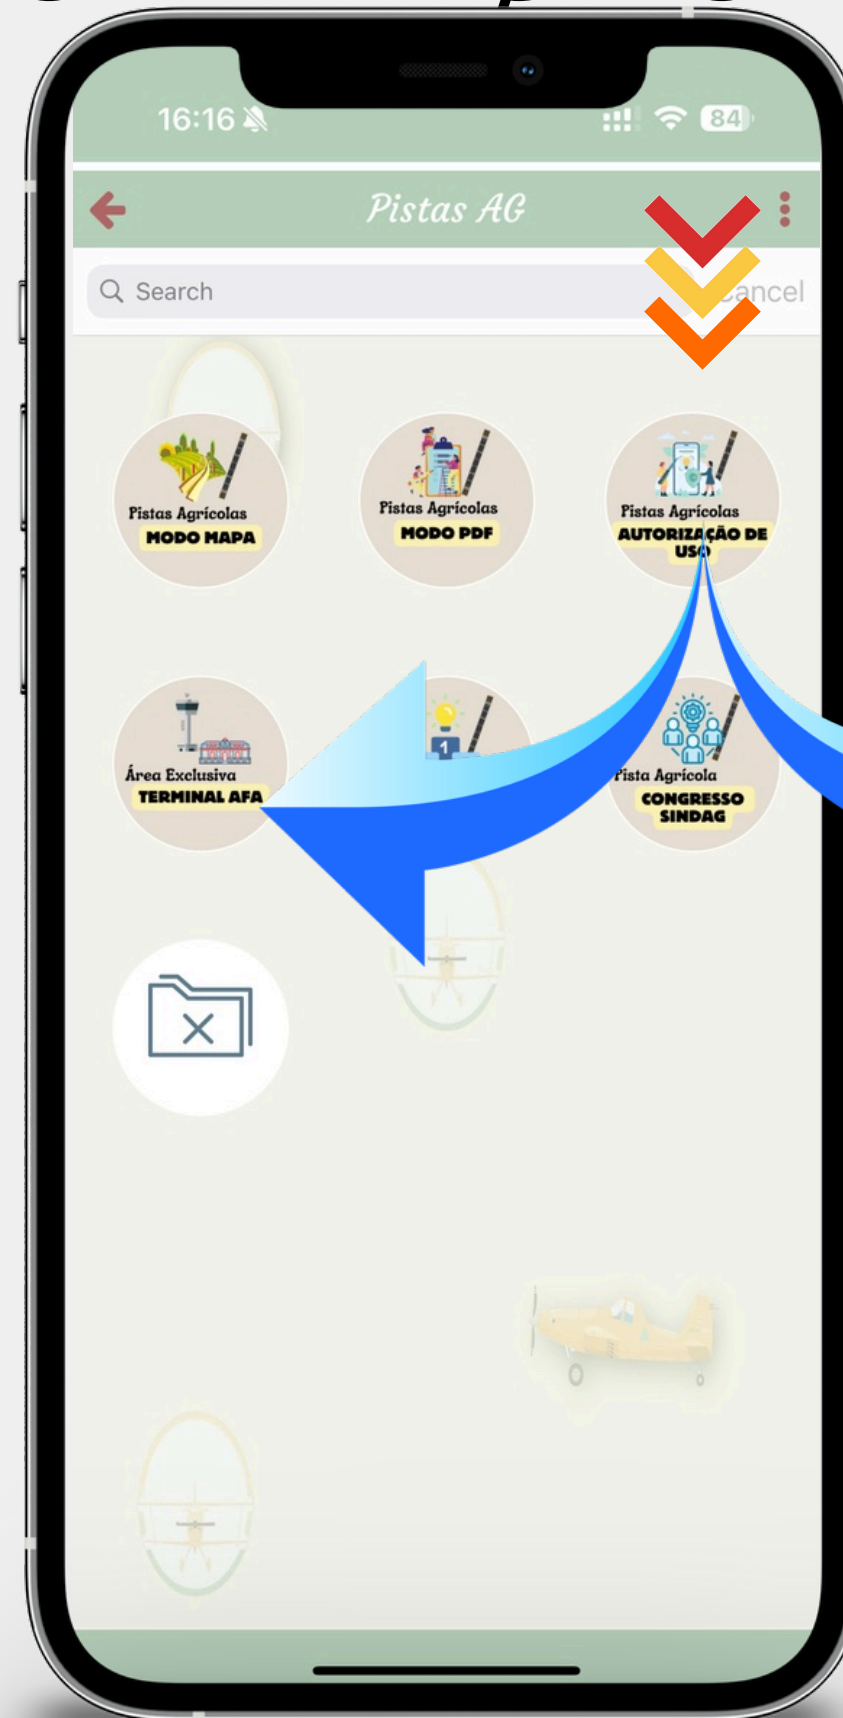 16:16
84
Pistas AG
Search
Cancel
Pistas Agrícolas
MODO MAPA
Pistas Agrícolas
MODO PDF
Pistas Agrícolas
AUTORIZAÇÃO DE
USO
Área Exclusiva
TERMINAL AFA
1
Pista Agrícola
CONGRESSO
SINDAG